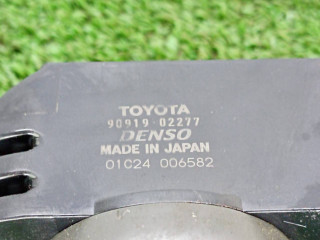 TOYOTA
90919-02277
DENSO
MADE IN JAPAN
01C24 006582